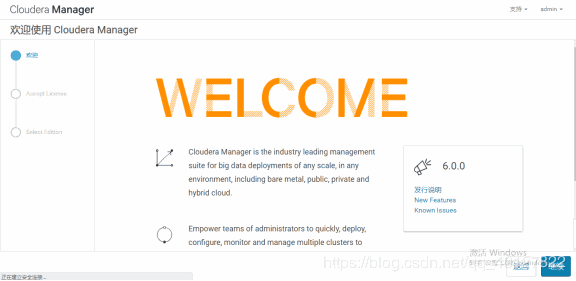 Cloudera Manager
支持
admin
欢迎使用 Cloudera Manager
欢迎
Accept License
Select Edition
WELCOME
Cloudera Manager is the industry leading management
suite for big data deployments of any scale, in any
environment, including bare metal, public, private and
hybrid cloud.
Empower teams of administrators to quickly, deploy,
configure, monitor and manage multiple clusters to
6.0.0
发行说明
New Features
Known Issues
激活 Windows
返回
继续
https://blog.csdn.net/
正在建立安全连接...